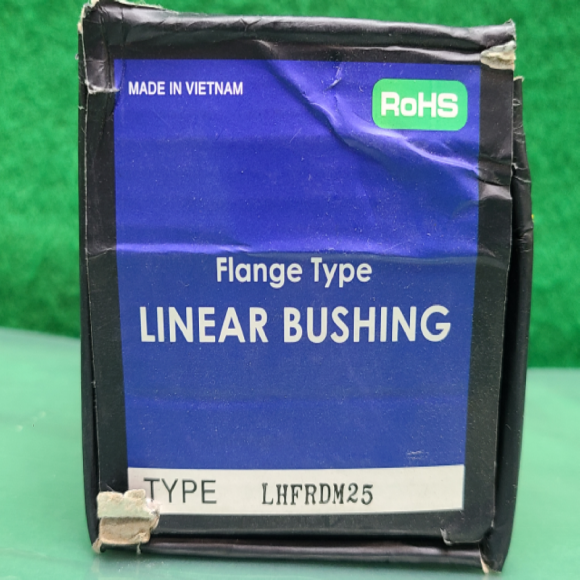 MADE IN VIETNAM
RoHS
Flange Type
LINEAR BUSHING
TYPE LHFRDM25